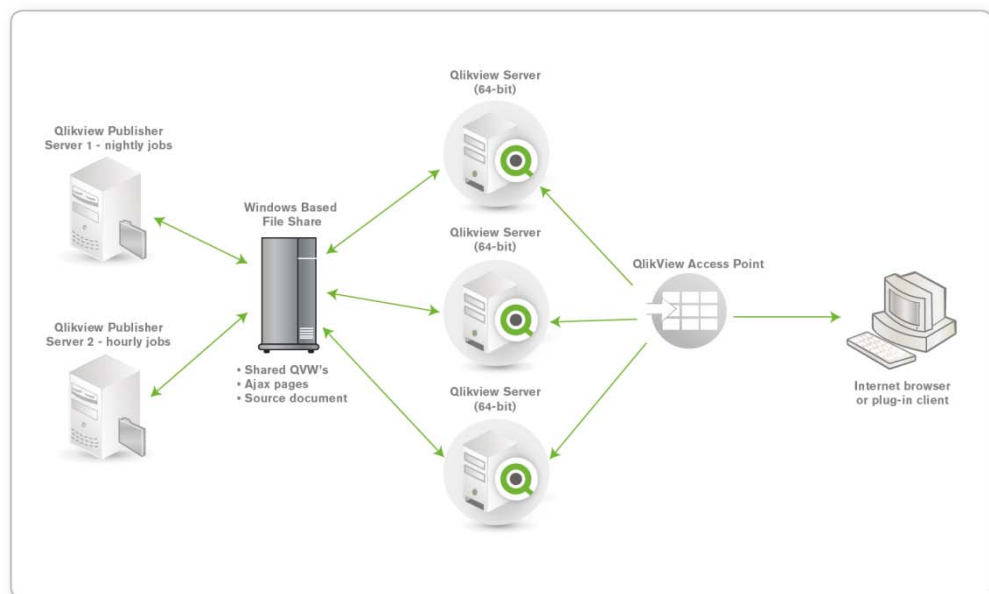 Qlikview Server
(64-bit)
Qlikview Publisher
Server 1 - nightly jobs
Windows Based
File Share
Qlikview Server
(64-bit)
QlikView Access Point
Qlikview Publisher
Server 2 - hourly jobs
• Shared QVW's
• Ajax pages
• Source document
Qlikview Server
(64-bit)
Internet browser
or plug-in client